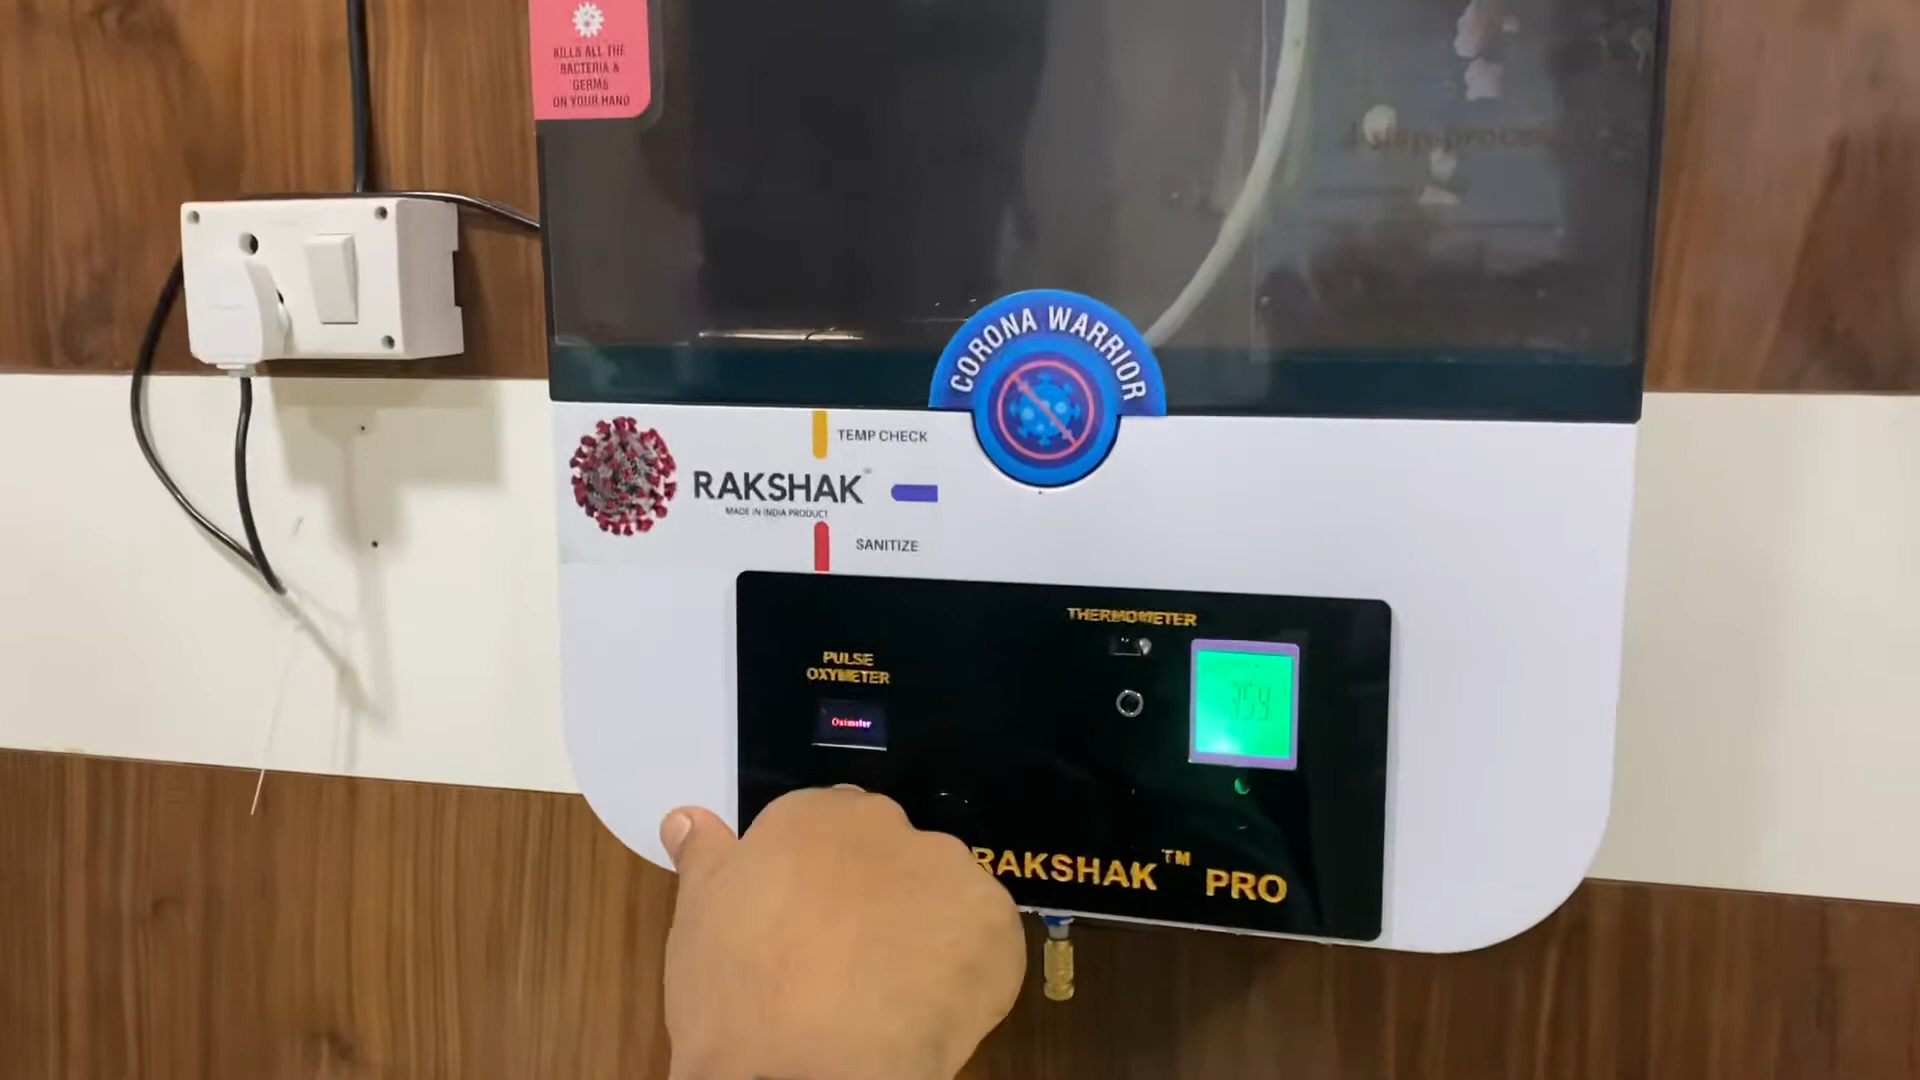 KILLS ALL THE
BACTERIA &
GERMS
ON YOUR HAND
CORONA WARRIOR
TEMP CHECK
RAKSHAK
MADE IN INDIA PRODUCT
SANITIZE
THERMOMETER
PULSE
OXYMETER
Oximeter
RAKSHAK™ PRO